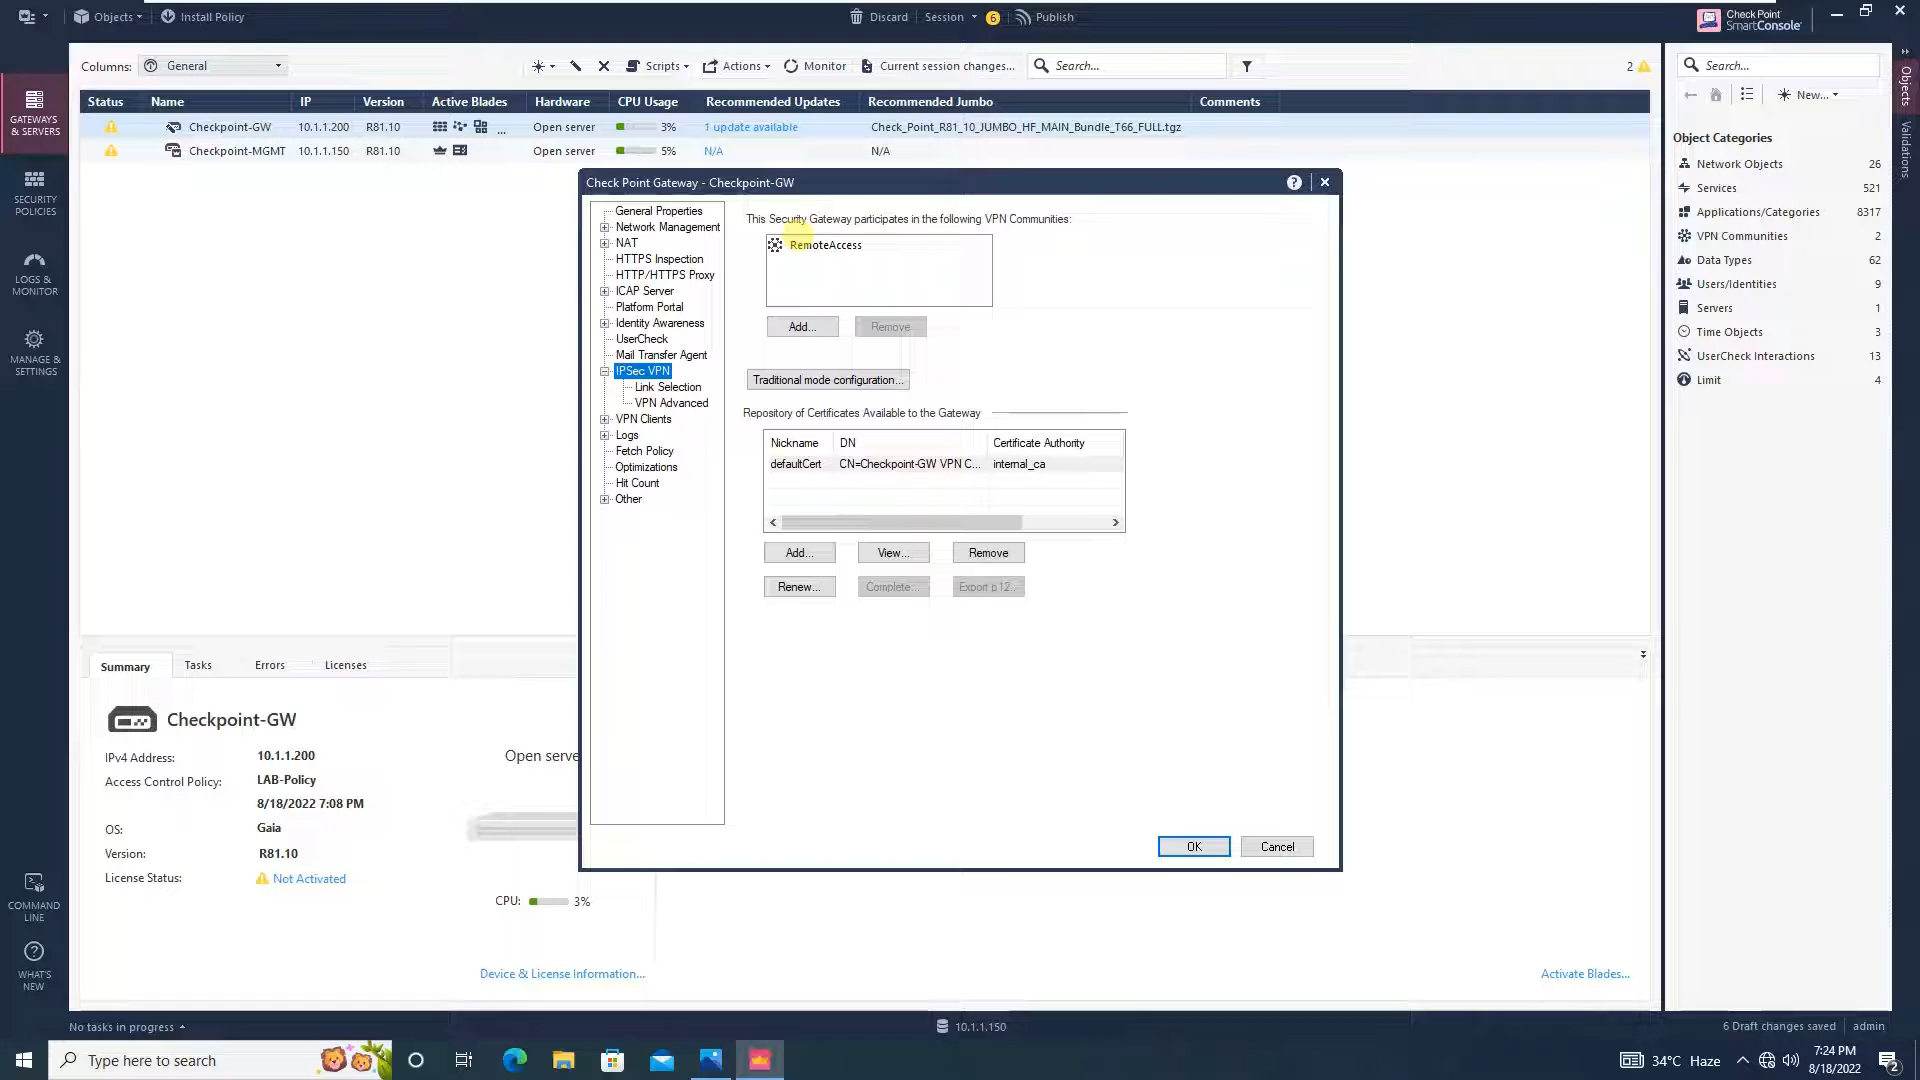 Objects
Install Policy
Discard
Session
6
Publish
Check Point
SmartConsole
Columns:
General
Scripts
Actions
Monitor
Current session changes...
Search...
2
Status Name IP Version Active Blades Hardware CPU Usage Recommended Updates Recommended Jumbo Comments
Checkpoint-GW 10.1.1.200 R81.10 ... Open server 3% 1 update available Check_Point_R81_10_JUMBO_HF_MAIN_Bundle_T66_FULL.tgz
Checkpoint-MGMT 10.1.1.150 R81.10 Open server 5% N/A N/A
GATEWAYS
& SERVERS
SECURITY
POLICIES
LOGS &
MONITOR
MANAGE &
SETTINGS
COMMAND
LINE
WHAT'S
NEW
Check Point Gateway - Checkpoint-GW
General Properties
Network Management
NAT
HTTPS Inspection
HTTP/HTTPS Proxy
ICAP Server
Platform Portal
Identity Awareness
UserCheck
Mail Transfer Agent
IPSec VPN
Link Selection
VPN Advanced
VPN Clients
Logs
Fetch Policy
Optimizations
Hit Count
Other
This Security Gateway participates in the following VPN Communities:
RemoteAccess
Add... Remove
Traditional mode configuration...
Repository of Certificates Available to the Gateway
Nickname DN Certificate Authority
defaultCert CN=Checkpoint-GW VPN C... internal_ca
Add... View... Remove
Renew... Complete... Export p12...
OK Cancel
Summary Tasks Errors Licenses
Checkpoint-GW
IPv4 Address: 10.1.1.200
Access Control Policy: LAB-Policy
8/18/2022 7:08 PM
OS: Gaia
Version: R81.10
License Status: Not Activated
Open serve
CPU: 3%
Device & License Information...
Activate Blades...
Search...
New...
Object Categories
Network Objects 26
Services 521
Applications/Categories 8317
VPN Communities 2
Data Types 62
Users/Identities 9
Servers 1
Time Objects 3
UserCheck Interactions 13
Limit 4
Objects
Validations
No tasks in progress
10.1.1.150
6 Draft changes saved
admin
Type here to search
34°C Haze
7:24 PM
8/18/2022
2